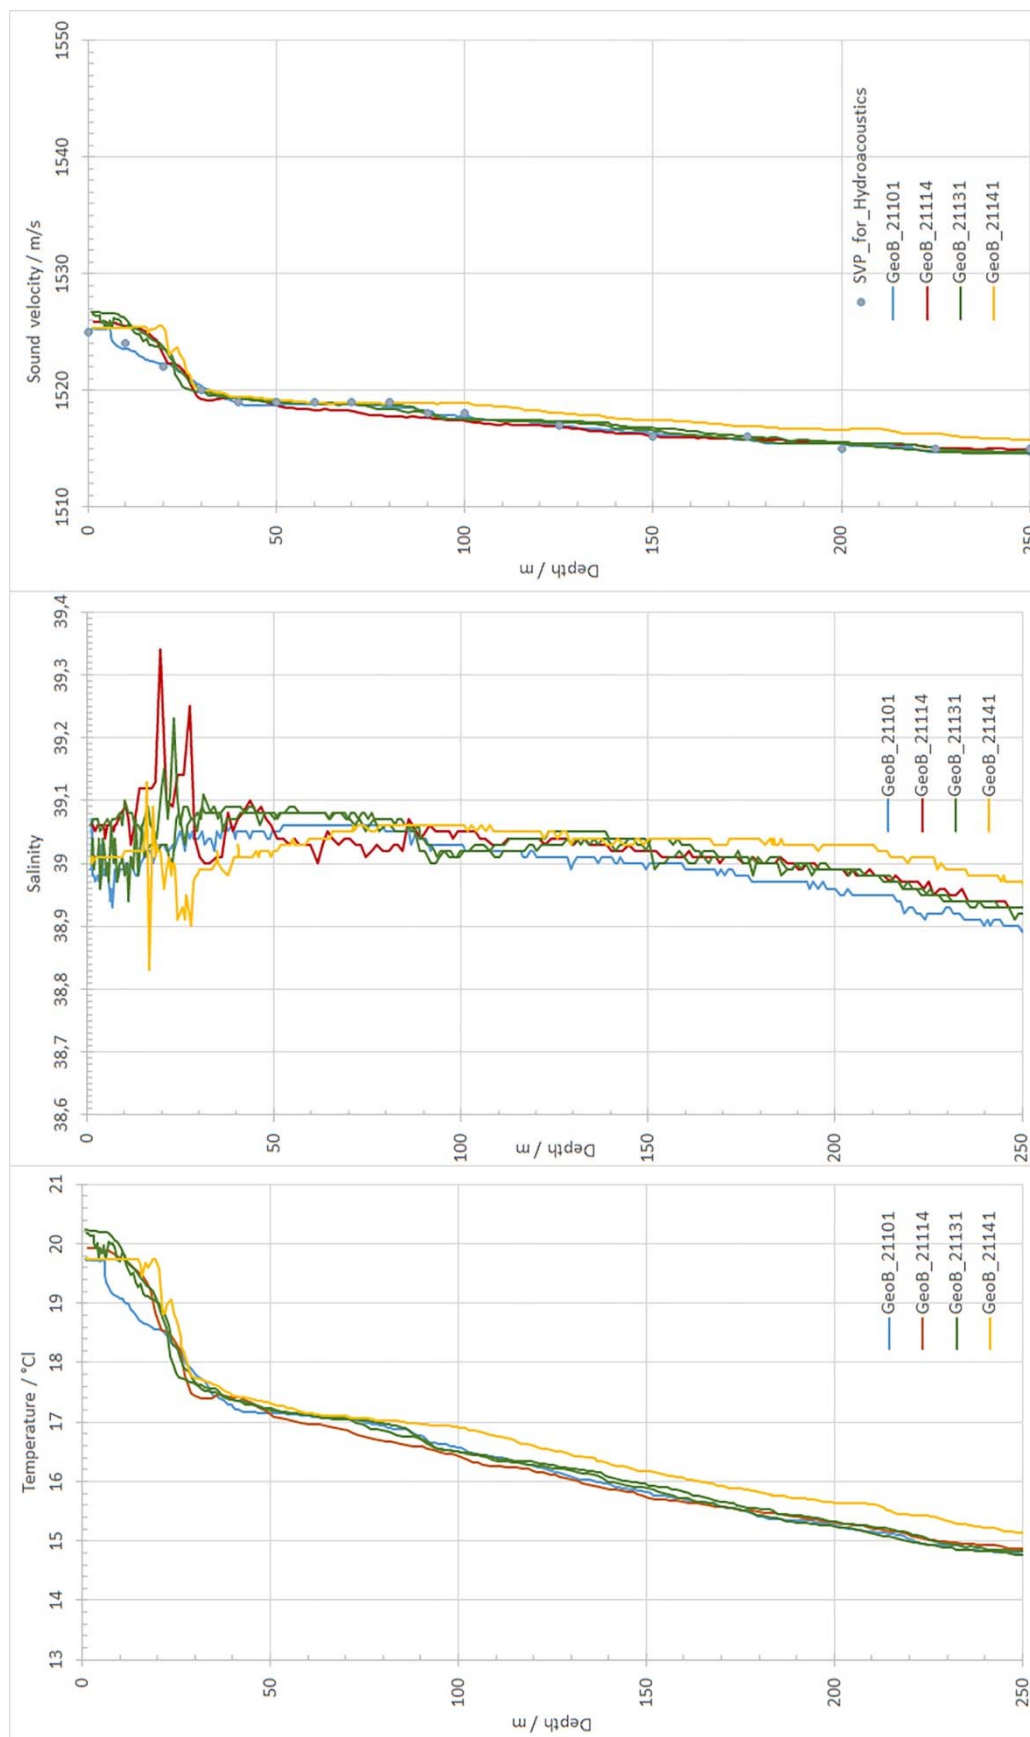 Temperature / °Cl
13
14
15
16
17
18
19
20
21
0
50
100
150
200
250
Depth / m
GeoB_21101
GeoB_21114
GeoB_21131
GeoB_21141
Salinity
38,6
38,7
38,8
38,9
39
39,1
39,2
39,3
39,4
0
50
100
150
200
250
Depth / m
GeoB_21101
GeoB_21114
GeoB_21131
GeoB_21141
Sound velocity / m/s
1510
1520
1530
1540
1550
0
50
100
150
200
250
Depth / m
SVP_for_Hydroacoustics
GeoB_21101
GeoB_21114
GeoB_21131
GeoB_21141